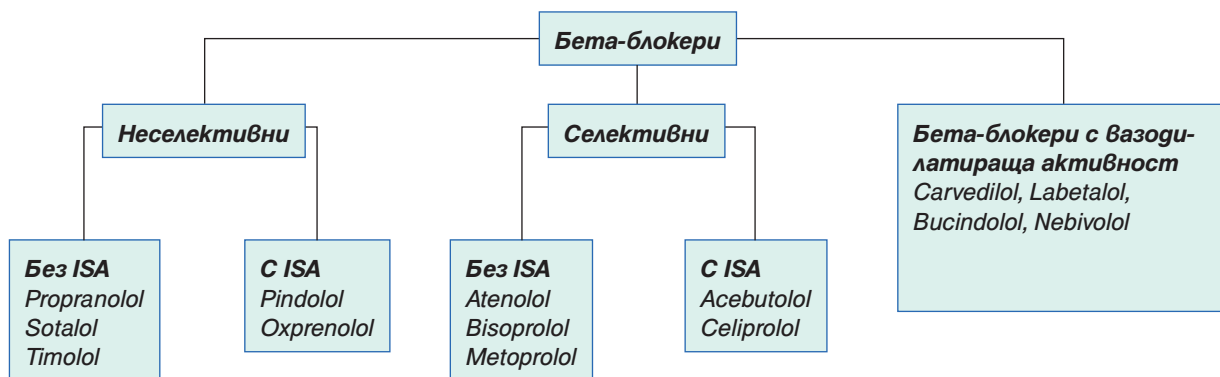 Бета-блокери
Неселективни
Селективни
Бета-блокери с вазоди-
латираща активност
Carvedilol, Labetalol,
Bucindolol, Nebivolol
Без ISA
Propranolol
Sotalol
Timolol
С ISA
Pindolol
Oxprenolol
Без ISA
Atenolol
Bisoprolol
Metoprolol
С ISA
Acebutolol
Celiprolol